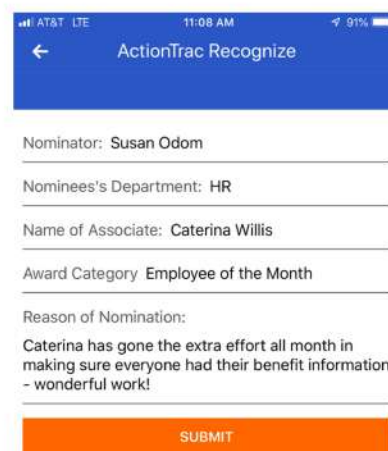 AT&T LTE 11:08 AM 91%
ActionTrac Recognize
Nominator: Susan Odom
Nominees's Department: HR
Name of Associate: Caterina Willis
Award Category Employee of the Month
Reason of Nomination:
Caterina has gone the extra effort all month in
making sure everyone had their benefit information
- wonderful work!
SUBMIT